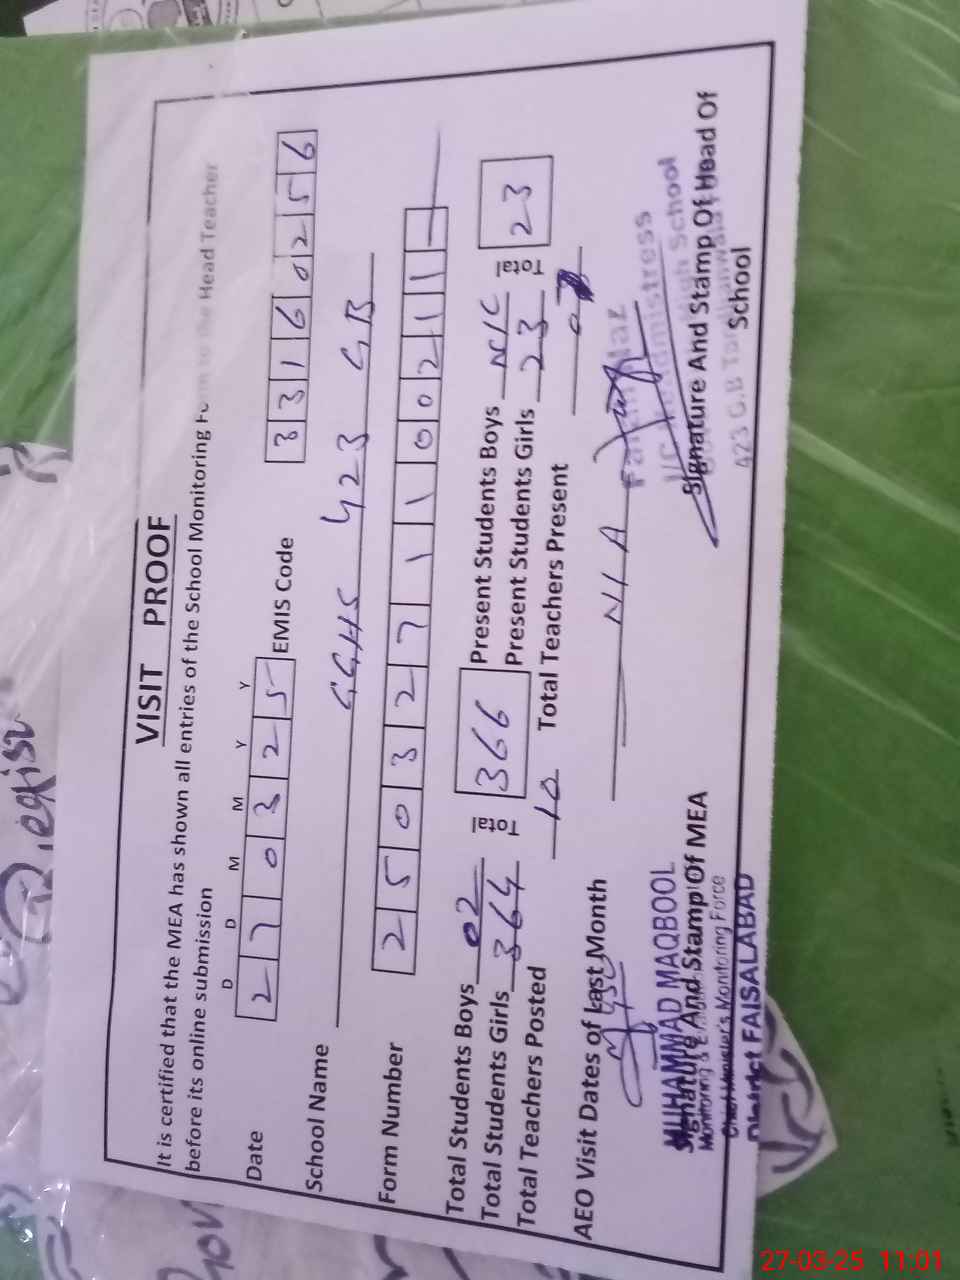 VISIT PROOF
It is certified that the MEA has shown all entries of the School Monitoring Form to the Head Teacher
before its online submission
D D M M Y Y
Date 2 7 0 3 2 5 EMIS Code 3 3 1 6 0 2 5 6
School Name GGHS 423 GB
Form Number 2 5 0 3 2 7 1 1 0 0 2 1 1 –
Total Students Boys 02 Total 366 Present Students Boys N/C Total 23
Total Students Girls 364 Present Students Girls 23
Total Teachers Posted 10 Total Teachers Present
AEO Visit Dates of Last Month N/A
MUHAMMAD MAQBOOL
Signature And Stamp Of MEA
Chief Minister's Monitoring Force
District FAISALABAD
I/C Headmistress
High School
Signature And Stamp Of Head Of
School
423 G.B
27-03-25 11:01